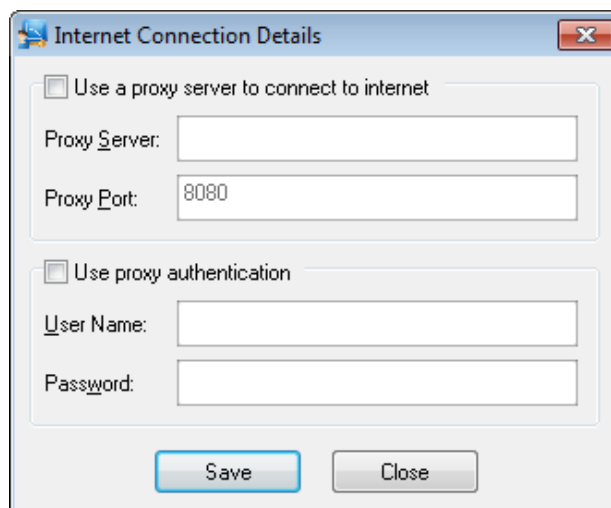 Internet Connection Details
Use a proxy server to connect to internet
Proxy Server:
Proxy Port: 8080
Use proxy authentication
User Name:
Password:
Save Close